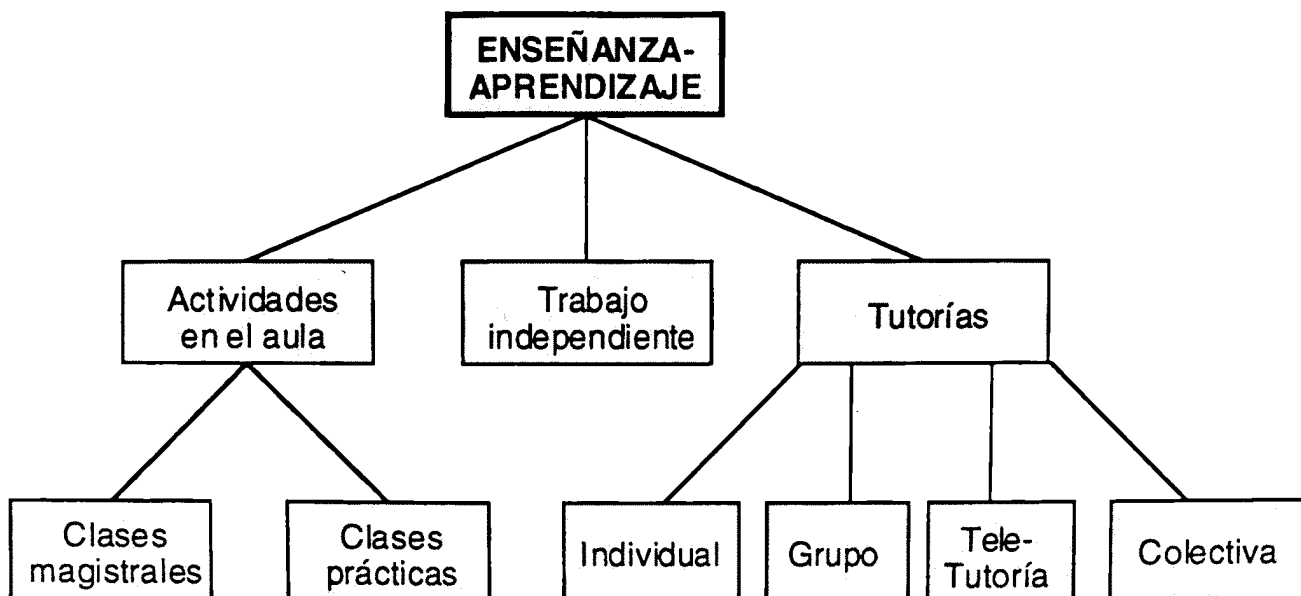 ENSEÑANZA-
APRENDIZAJE
Actividades
en el aula
Trabajo
independiente
Tutorías
Clases
magistrales
Clases
prácticas
Individual
Grupo
Tele-
Tutoría
Colectiva